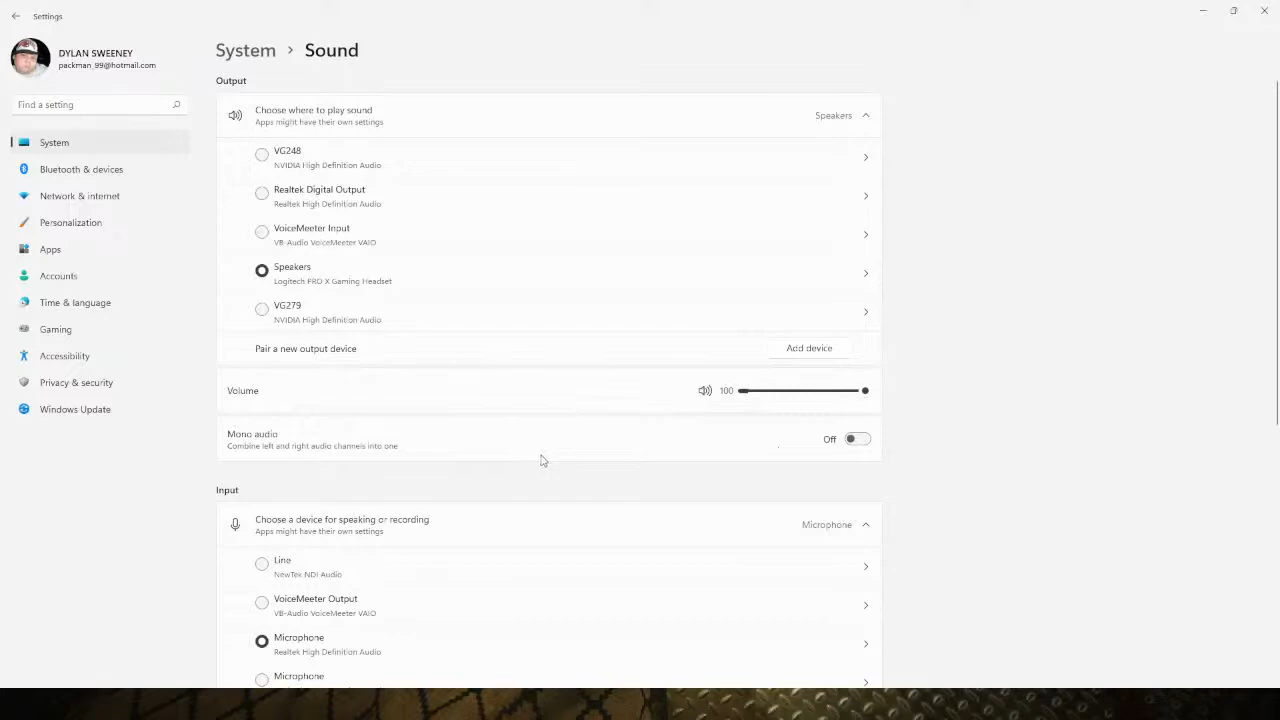 Settings
DYLAN SWEENEY
packman_99@hotmail.com
Find a setting
System
Bluetooth & devices
Network & internet
Personalization
Apps
Accounts
Time & language
Gaming
Accessibility
Privacy & security
Windows Update
System > Sound
Output
Choose where to play sound
Apps might have their own settings
Speakers
VG248
NVIDIA High Definition Audio
Realtek Digital Output
Realtek High Definition Audio
VoiceMeeter Input
VB-Audio VoiceMeeter VAIO
Speakers
Logitech PRO X Gaming Headset
VG279
NVIDIA High Definition Audio
Pair a new output device
Add device
Volume
100
Mono audio
Combine left and right audio channels into one
Off
Input
Choose a device for speaking or recording
Apps might have their own settings
Microphone
Line
NewTek NDI Audio
VoiceMeeter Output
VB-Audio VoiceMeeter VAIO
Microphone
Realtek High Definition Audio
Microphone